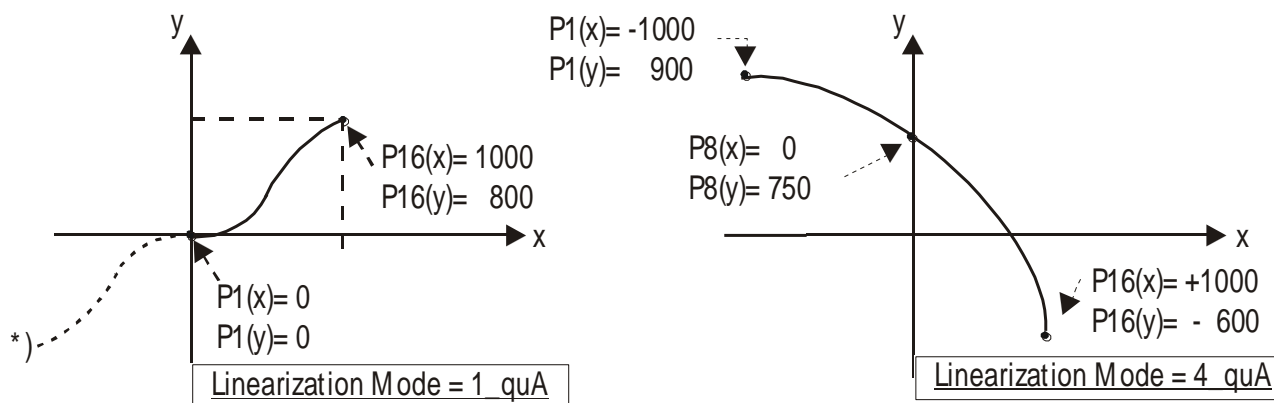 y
P16(x)= 1000
P16(y)= 800
x
P1(x)= 0
P1(y)= 0
*)
Linearization Mode = 1_quA
P1(x)= -1000
P1(y)= 900
y
P8(x)= 0
P8(y)= 750
x
P16(x)= +1000
P16(y)= - 600
Linearization Mode = 4_quA